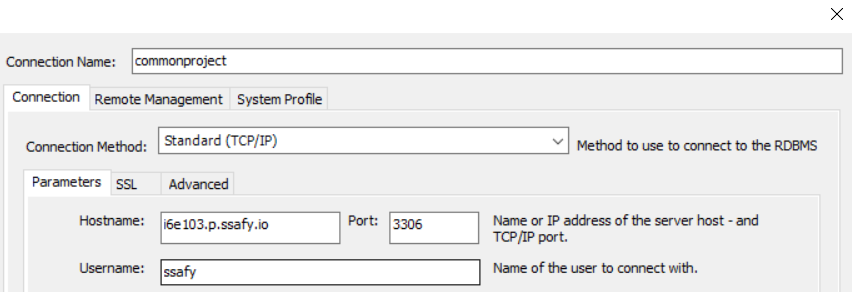 Connection Name: commonproject
Connection Remote Management System Profile
Connection Method: Standard (TCP/IP) Method to use to connect to the RDBMS
Parameters SSL Advanced
Hostname: i6e103.p.ssafy.io Port: 3306 Name or IP address of the server host - and
TCP/IP port.
Username: ssafy Name of the user to connect with.